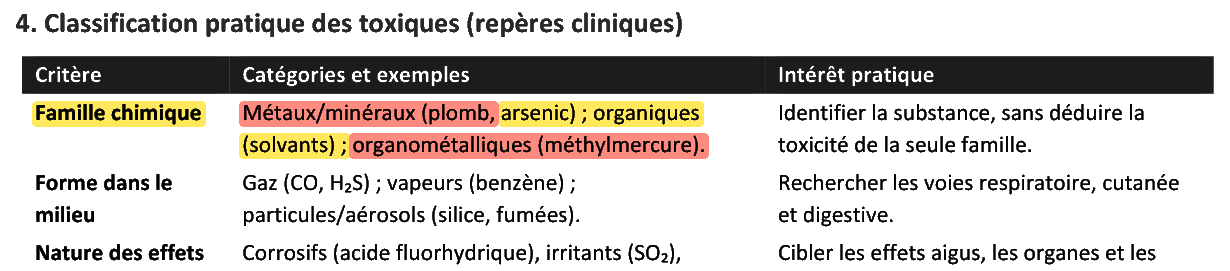 4. Classification pratique des toxiques (repères cliniques)
Critère Catégories et exemples Intérêt pratique
Famille chimique Métaux/minéraux (plomb, arsenic) ; organiques Identifier la substance, sans déduire la
(solvants) ; organométalliques (méthylmercure). toxicité de la seule famille.
Forme dans le Gaz (CO, H₂S) ; vapeurs (benzène) ; Rechercher les voies respiratoire, cutanée
milieu particules/aérosols (silice, fumées). et digestive.
Nature des effets Corrosifs (acide fluorhydrique), irritants (SO₂), Cibler les effets aigus, les organes et les